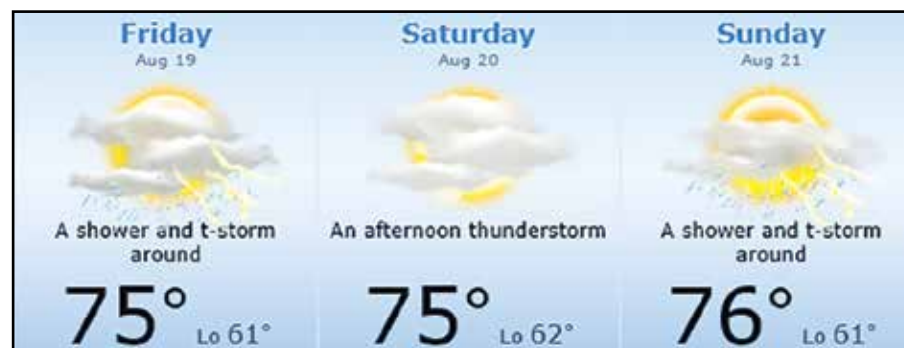 Friday
Aug 19
A shower and t-storm
around
75° Lo 61°
Saturday
Aug 20
An afternoon thunderstorm
75° Lo 62°
Sunday
Aug 21
A shower and t-storm
around
76° Lo 61°